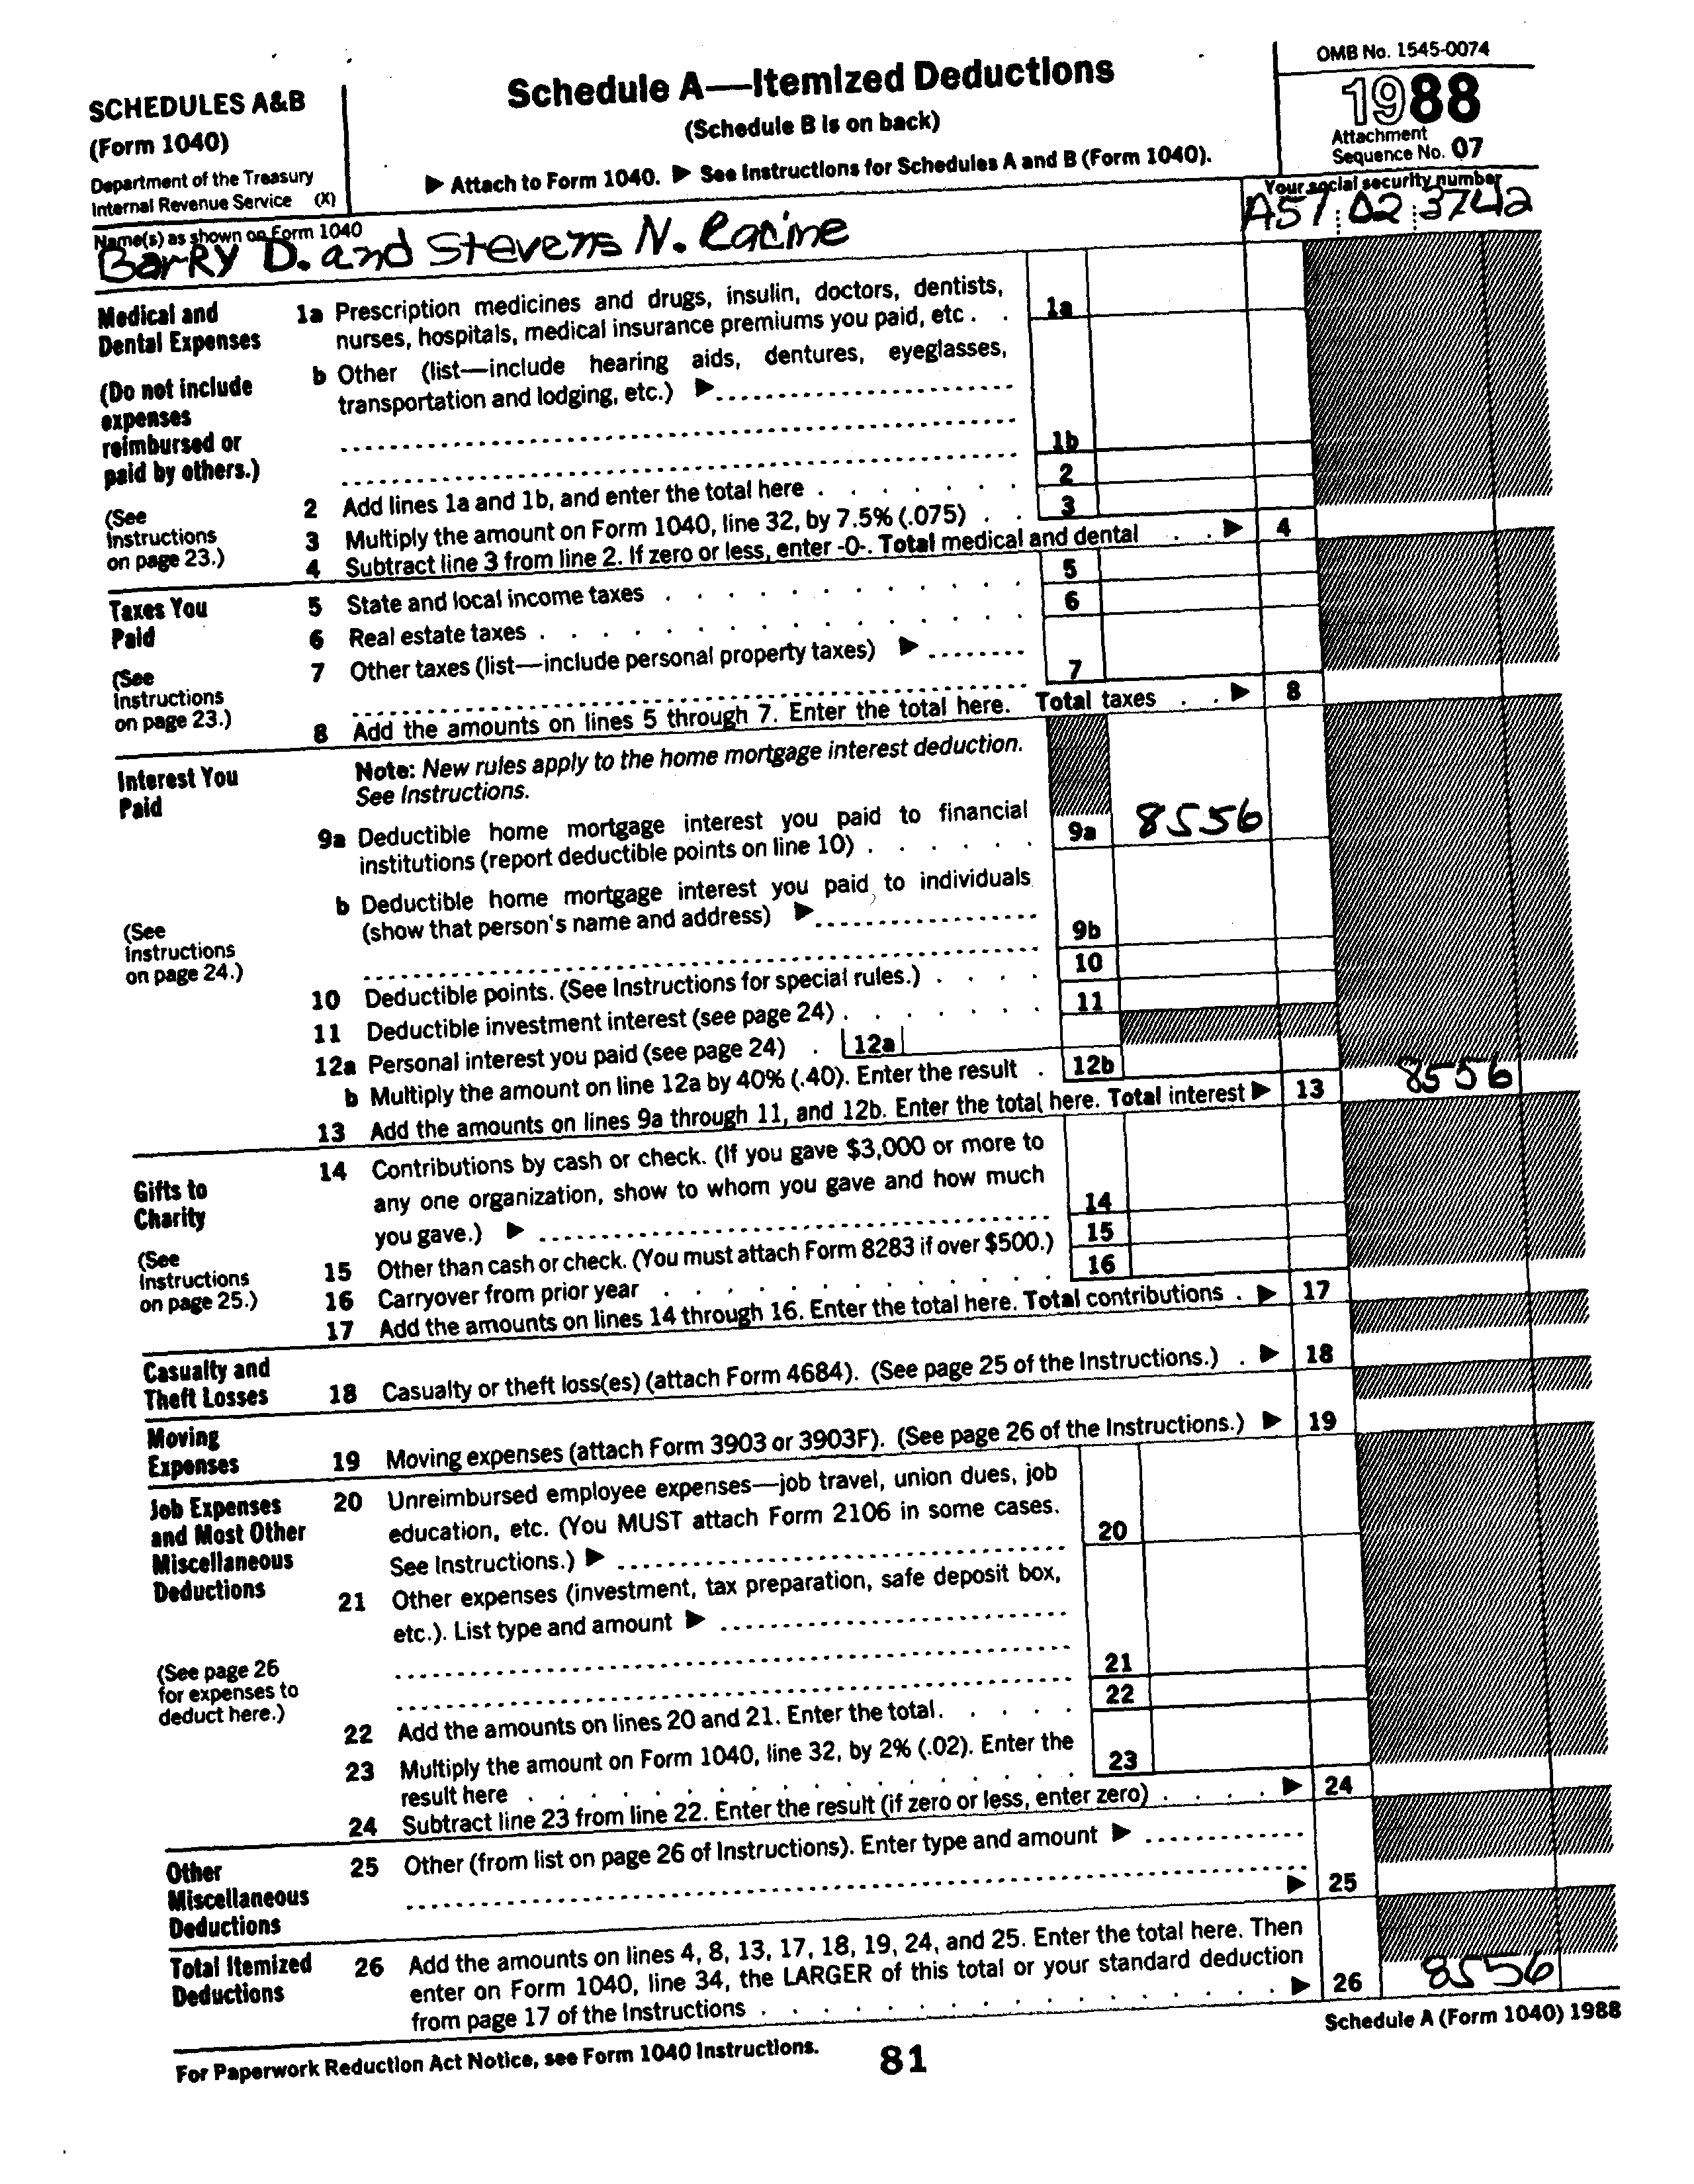 SCHEDULES A&B
(Form 1040)
Department of the Treasury
Internal Revenue Service (X)
Schedule A—Itemized Deductions
(Schedule B is on back)
▶ Attach to Form 1040. ▶ See Instructions for Schedules A and B (Form 1040).
OMB No. 1545-0074
1988
Attachment
Sequence No. 07
Name(s) as shown on Form 1040
Barry D. and Stevens N. Racine
Your social security number
A57 02 3742
Medical and
Dental Expenses
(Do not include
expenses
reimbursed or
paid by others.)
(See
Instructions
on page 23.)
1a Prescription medicines and drugs, insulin, doctors, dentists,
nurses, hospitals, medical insurance premiums you paid, etc . . 1a
b Other (list—include hearing aids, dentures, eyeglasses,
transportation and lodging, etc.) ▶
1b
2 Add lines 1a and 1b, and enter the total here . . . . . . . 2
3 Multiply the amount on Form 1040, line 32, by 7.5% (.075) . . 3
4 Subtract line 3 from line 2. If zero or less, enter -0-. Total medical and dental . . ▶ 4
Taxes You
Paid
(See
Instructions
on page 23.)
5 State and local income taxes . . . . . . . . . . . 5
6 Real estate taxes . . . . . . . . . . . . . . 6
7 Other taxes (list—include personal property taxes) ▶
7
8 Add the amounts on lines 5 through 7. Enter the total here. Total taxes . . ▶ 8
Interest You
Paid
(See
Instructions
on page 24.)
Note: New rules apply to the home mortgage interest deduction.
See Instructions.
9a Deductible home mortgage interest you paid to financial
institutions (report deductible points on line 10) . . . . . . 9a 8556
b Deductible home mortgage interest you paid to individuals
(show that person's name and address) ▶
9b
10 Deductible points. (See Instructions for special rules.) . . . . 10
11 Deductible investment interest (see page 24) . . . . . . . 11
12a Personal interest you paid (see page 24) . 12a
b Multiply the amount on line 12a by 40% (.40). Enter the result . 12b
13 Add the amounts on lines 9a through 11, and 12b. Enter the total here. Total interest ▶ 13 8556
Gifts to
Charity
(See
Instructions
on page 25.)
14 Contributions by cash or check. (If you gave $3,000 or more to
any one organization, show to whom you gave and how much
you gave.) ▶ 14
15 Other than cash or check. (You must attach Form 8283 if over $500.) 15
16 Carryover from prior year . . . . . . . . . . . . 16
17 Add the amounts on lines 14 through 16. Enter the total here. Total contributions . ▶ 17
Casualty and
Theft Losses
18 Casualty or theft loss(es) (attach Form 4684). (See page 25 of the Instructions.) . ▶ 18
Moving
Expenses
19 Moving expenses (attach Form 3903 or 3903F). (See page 26 of the Instructions.) ▶ 19
Job Expenses
and Most Other
Miscellaneous
Deductions
(See page 26
for expenses to
deduct here.)
20 Unreimbursed employee expenses—job travel, union dues, job
education, etc. (You MUST attach Form 2106 in some cases.
See Instructions.) ▶ 20
21 Other expenses (investment, tax preparation, safe deposit box,
etc.). List type and amount ▶
21
22 Add the amounts on lines 20 and 21. Enter the total. . . . . 22
23 Multiply the amount on Form 1040, line 32, by 2% (.02). Enter the
result here . . . . . . . . . . . . . . . . 23
24 Subtract line 23 from line 22. Enter the result (if zero or less, enter zero) . . . . ▶ 24
Other
Miscellaneous
Deductions
25 Other (from list on page 26 of Instructions). Enter type and amount ▶
▶ 25
Total Itemized
Deductions
26 Add the amounts on lines 4, 8, 13, 17, 18, 19, 24, and 25. Enter the total here. Then
enter on Form 1040, line 34, the LARGER of this total or your standard deduction
from page 17 of the Instructions . . . . . . . . . . . . . . . . . ▶ 26 8556
For Paperwork Reduction Act Notice, see Form 1040 Instructions.
81
Schedule A (Form 1040) 1988